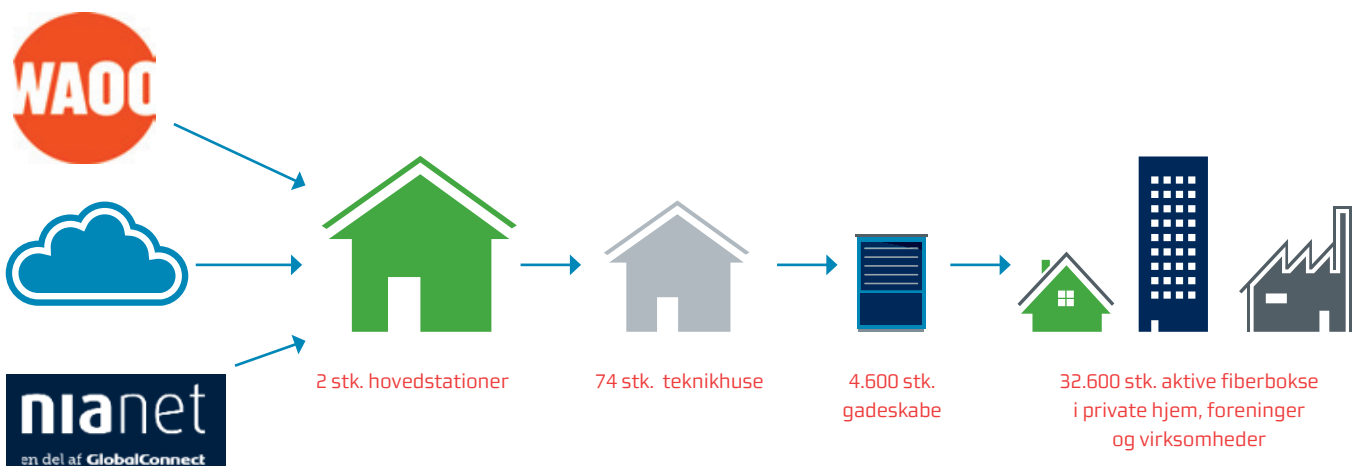 WAOO
2 stk. hovedstationer
74 stk. teknikhuse
4.600 stk.
gadeskabe
32.600 stk. aktive fiberbokse
i private hjem, foreninger
og virksomheder
nianet
en del af GlobalConnect